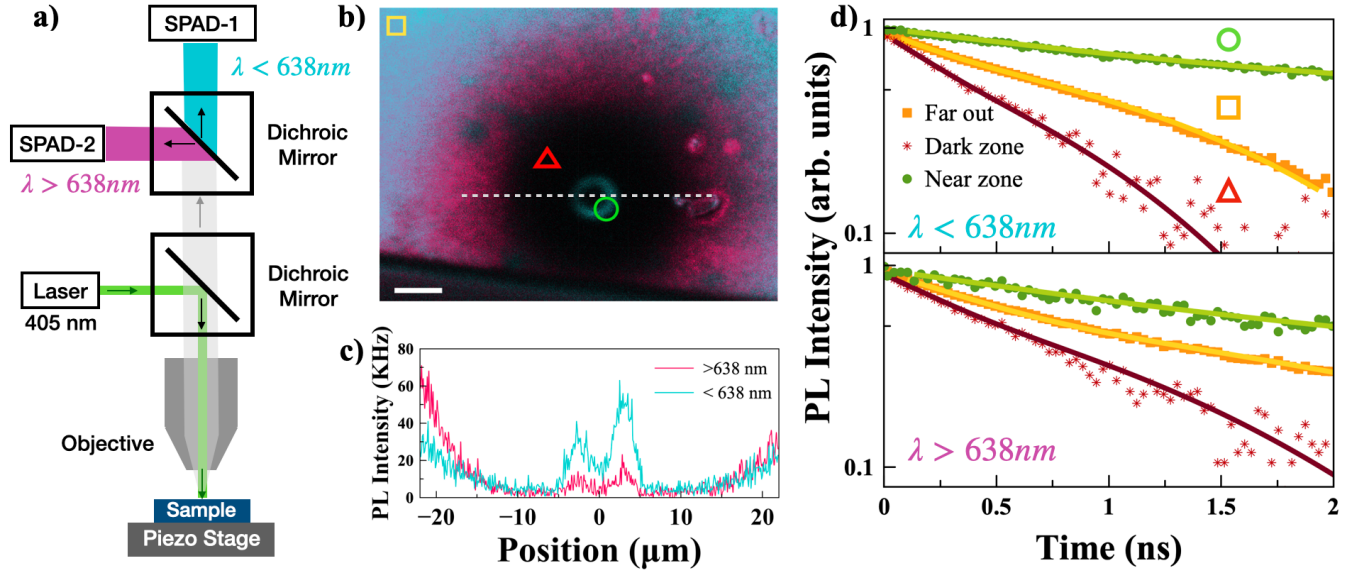 a)
SPAD-1
λ < 638nm
SPAD-2
Dichroic
Mirror
λ > 638nm
Laser
405 nm
Dichroic
Mirror
Objective
Sample
Piezo Stage
b)
c)
PL Intensity (KHz)
80
60
40
20
0
>638 nm
< 638 nm
−20
−10
0
10
20
Position (μm)
d)
PL Intensity (arb. units)
1
0.1
Far out
Dark zone
Near zone
λ < 638nm
1
0.1
λ > 638nm
0
0.5
1
1.5
2
Time (ns)